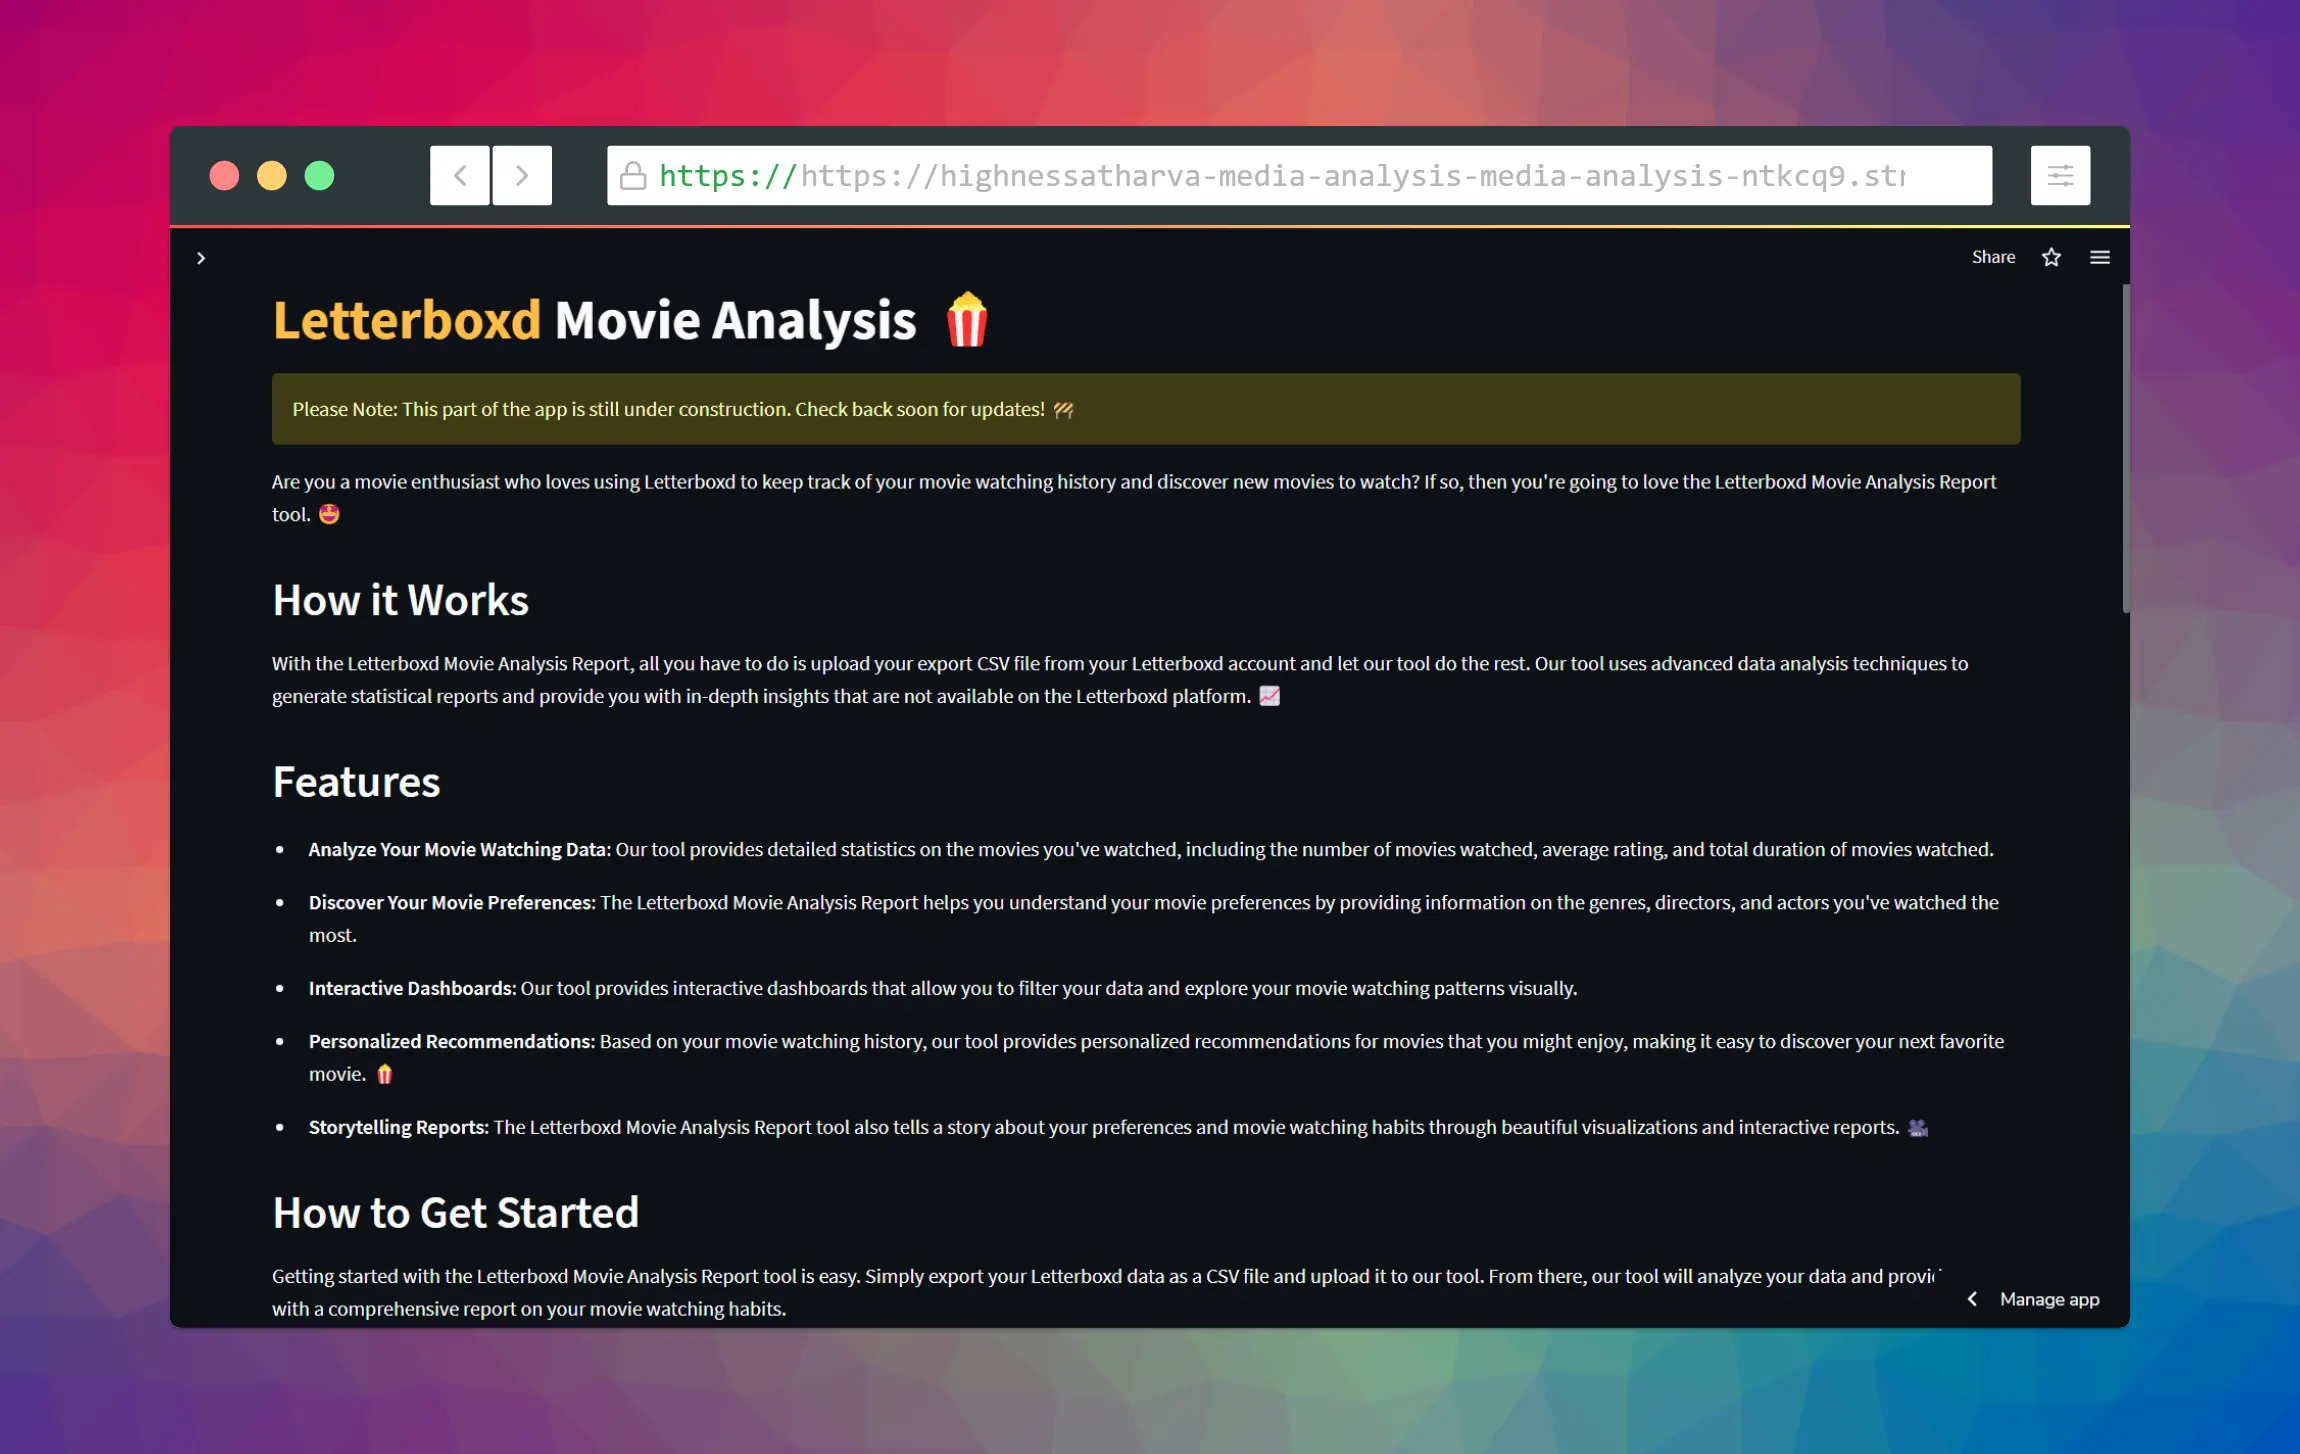 https://https://highnessatharva-media-analysis-media-analysis-ntkcq9.str
Share
Letterboxd Movie Analysis
Please Note: This part of the app is still under construction. Check back soon for updates!
Are you a movie enthusiast who loves using Letterboxd to keep track of your movie watching history and discover new movies to watch? If so, then you're going to love the Letterboxd Movie Analysis Report
tool.
How it Works
With the Letterboxd Movie Analysis Report, all you have to do is upload your export CSV file from your Letterboxd account and let our tool do the rest. Our tool uses advanced data analysis techniques to
generate statistical reports and provide you with in-depth insights that are not available on the Letterboxd platform.
Features
Analyze Your Movie Watching Data: Our tool provides detailed statistics on the movies you've watched, including the number of movies watched, average rating, and total duration of movies watched.
Discover Your Movie Preferences: The Letterboxd Movie Analysis Report helps you understand your movie preferences by providing information on the genres, directors, and actors you've watched the
most.
Interactive Dashboards: Our tool provides interactive dashboards that allow you to filter your data and explore your movie watching patterns visually.
Personalized Recommendations: Based on your movie watching history, our tool provides personalized recommendations for movies that you might enjoy, making it easy to discover your next favorite
movie.
Storytelling Reports: The Letterboxd Movie Analysis Report tool also tells a story about your preferences and movie watching habits through beautiful visualizations and interactive reports.
How to Get Started
Getting started with the Letterboxd Movie Analysis Report tool is easy. Simply export your Letterboxd data as a CSV file and upload it to our tool. From there, our tool will analyze your data and provi
with a comprehensive report on your movie watching habits.
Manage app